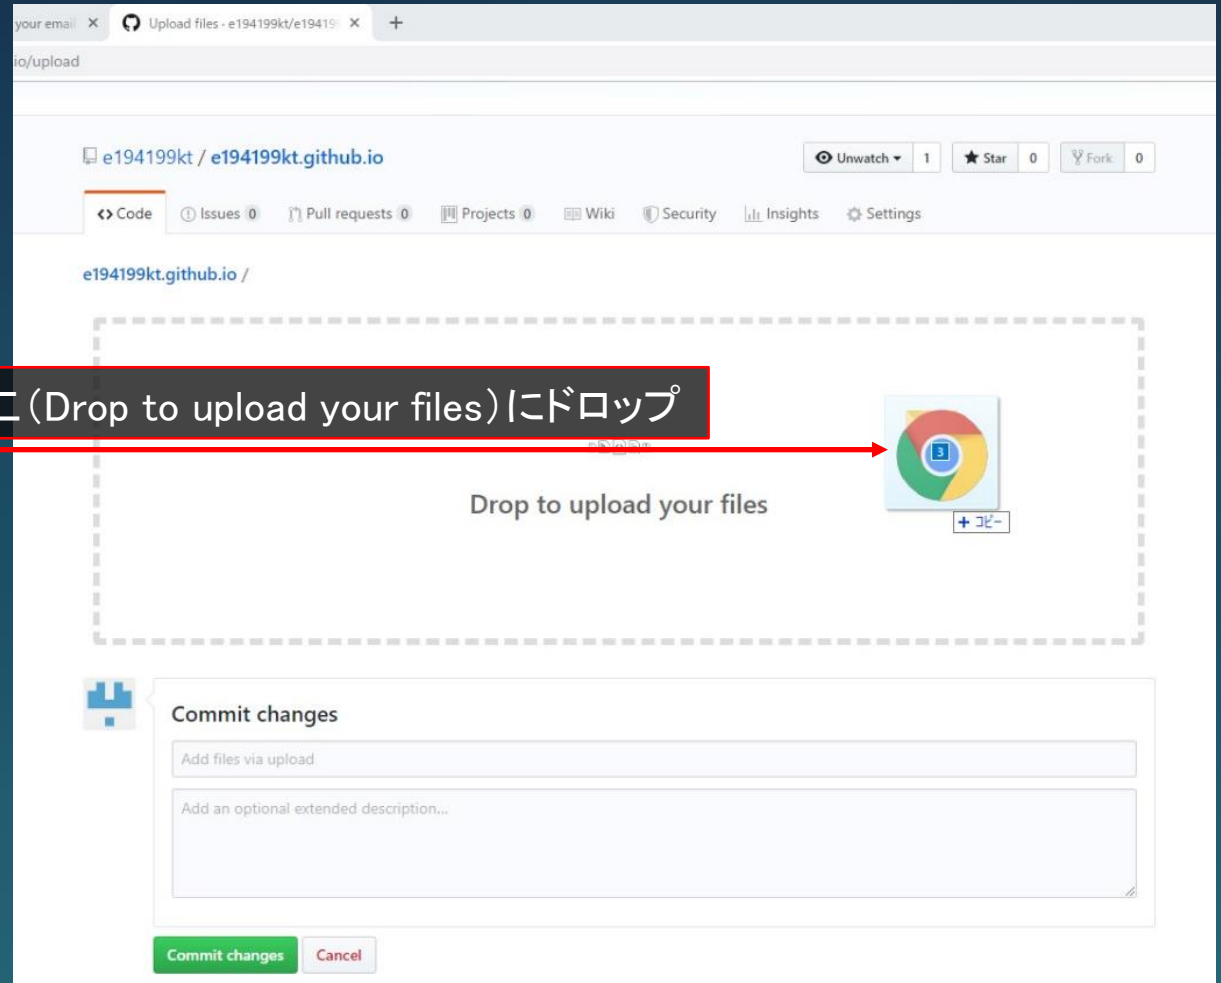 your email
Upload files · e194199kt/e19419
io/upload
e194199kt / e194199kt.github.io
Unwatch 1 Star 0 Fork 0
Code Issues 0 Pull requests 0 Projects 0 Wiki Security Insights Settings
e194199kt.github.io /
(Drop to upload your files)にドロップ
3
Drop to upload your files
+ コピー
Commit changes
Add files via upload
Add an optional extended description...
Commit changes Cancel